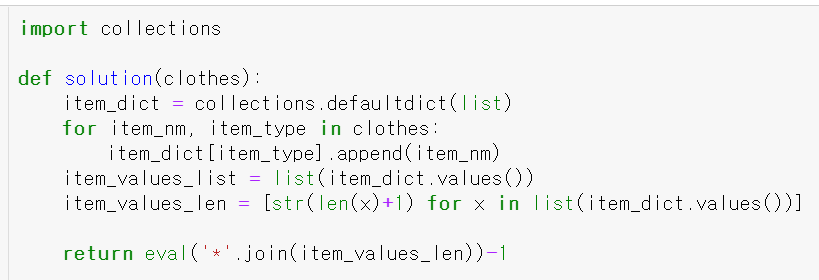 import collections
def solution(clothes):
    item_dict = collections.defaultdict(list)
    for item_nm, item_type in clothes:
        item_dict[item_type].append(item_nm)
    item_values_list = list(item_dict.values())
    item_values_len = [str(len(x)+1) for x in list(item_dict.values())]
    return eval('*'.join(item_values_len))-1